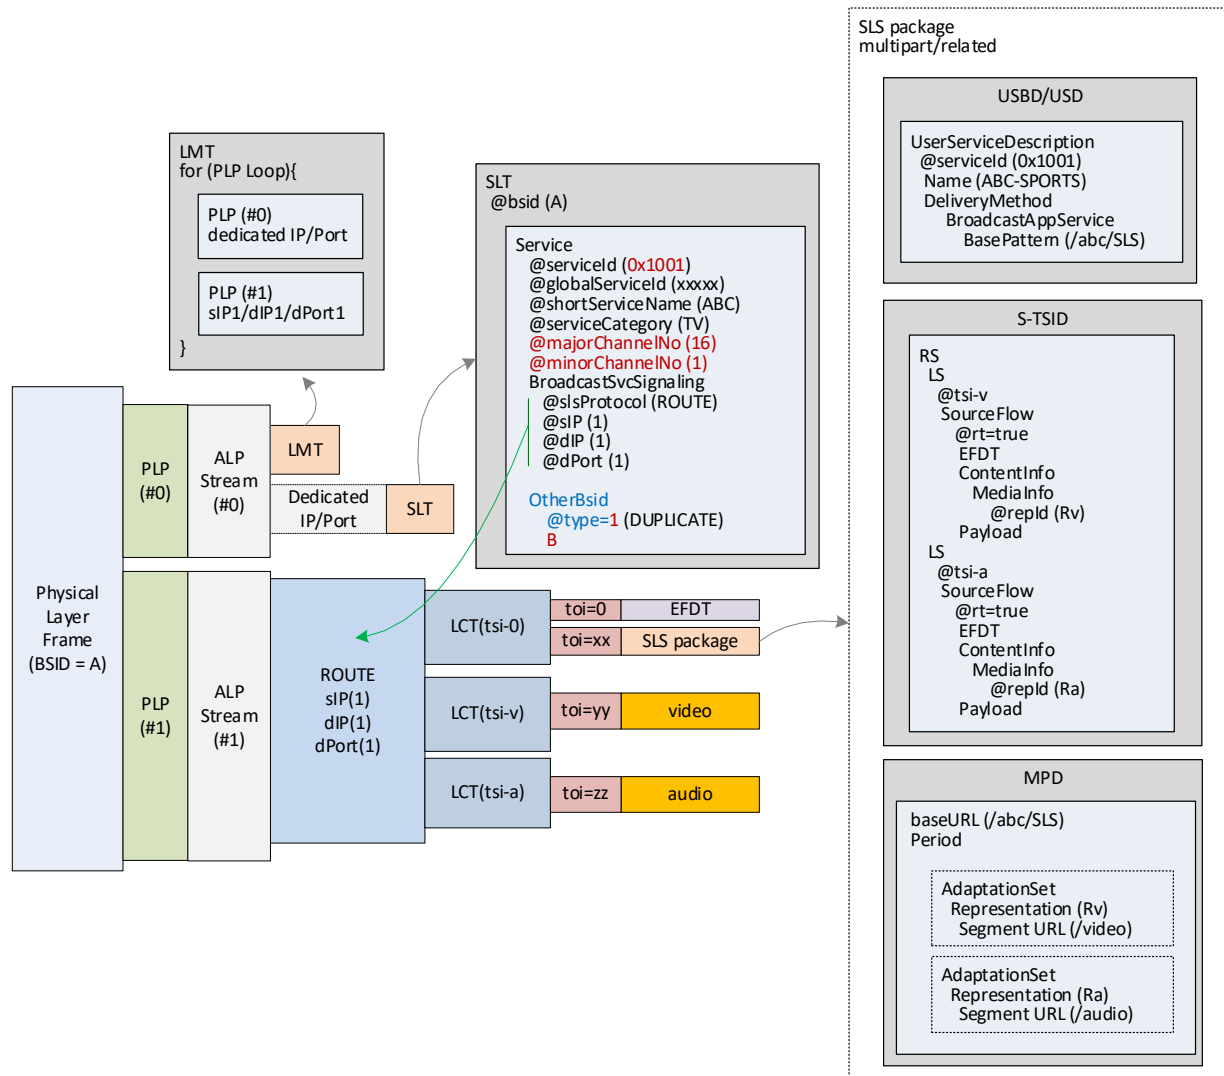 SLS package
multipart/related
USBD/USD
UserServiceDescription
@serviceId (0x1001)
Name (ABC-SPORTS)
DeliveryMethod
BroadcastAppService
BasePattern (/abc/SLS)
LMT
for (PLP Loop){
PLP (#0)
dedicated IP/Port
PLP (#1)
sIP1/dIP1/dPort1
}
SLT
@bsid (A)
Service
@serviceId (0x1001)
@globalServiceId (xxxxx)
@shortServiceName (ABC)
@serviceCategory (TV)
@majorChannelNo (16)
@minorChannelNo (1)
BroadcastSvcSignaling
@slsProtocol (ROUTE)
@sIP (1)
@dIP (1)
@dPort (1)
OtherBsid
@type=1 (DUPLICATE)
B
S-TSID
RS
LS
@tsi-v
SourceFlow
@rt=true
EFDT
ContentInfo
MediaInfo
@repId (Rv)
Payload
LS
@tsi-a
SourceFlow
@rt=true
EFDT
ContentInfo
MediaInfo
@repId (Ra)
Payload
Physical
Layer
Frame
(BSID = A)
PLP
(#0)
ALP
Stream
(#0)
LMT
Dedicated
IP/Port
SLT
PLP
(#1)
ALP
Stream
(#1)
ROUTE
sIP(1)
dIP(1)
dPort(1)
LCT(tsi-0)
toi=0
EFDT
toi=xx
SLS package
LCT(tsi-v)
toi=yy
video
LCT(tsi-a)
toi=zz
audio
MPD
baseURL (/abc/SLS)
Period
AdaptationSet
Representation (Rv)
Segment URL (/video)
AdaptationSet
Representation (Ra)
Segment URL (/audio)